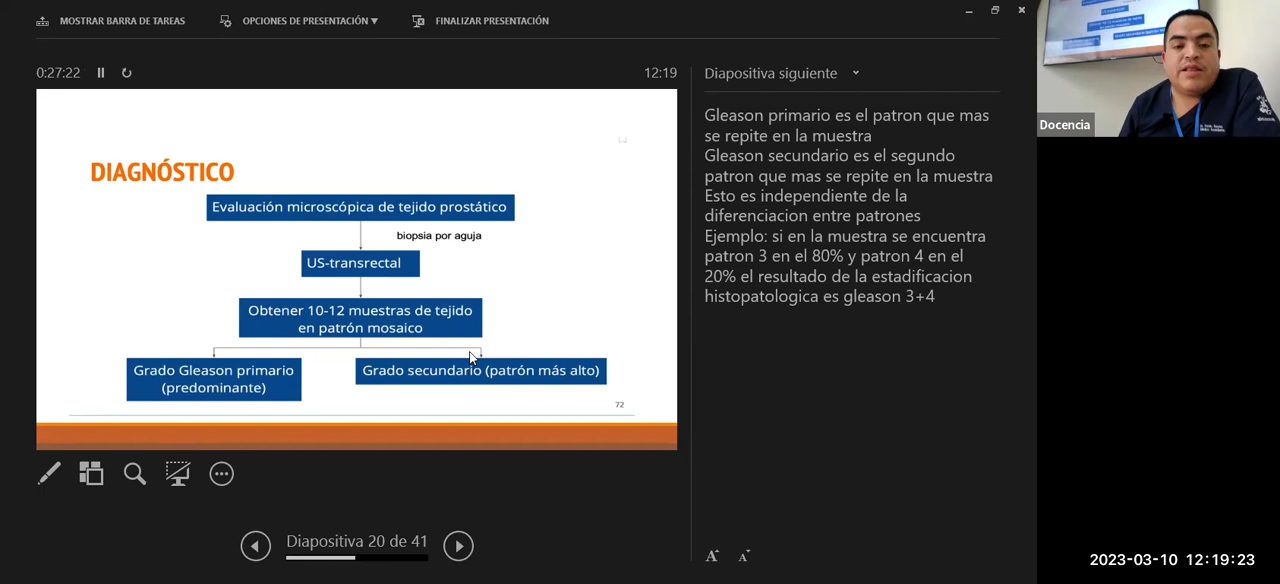 MOSTRAR BARRA DE TAREAS
OPCIONES DE PRESENTACIÓN ▼
FINALIZAR PRESENTACIÓN
0:27:22
12:19
DIAGNÓSTICO
Evaluación microscópica de tejido prostático
biopsia por aguja
US-transrectal
Obtener 10-12 muestras de tejido
en patrón mosaico
Grado Gleason primario
(predominante)
Grado secundario (patrón más alto)
72
Diapositiva 20 de 41
Diapositiva siguiente
Gleason primario es el patron que mas
se repite en la muestra
Gleason secundario es el segundo
patron que mas se repite en la muestra
Esto es independiente de la
diferenciacion entre patrones
Ejemplo: si en la muestra se encuentra
patron 3 en el 80% y patron 4 en el
20% el resultado de la estadificacion
histopatologica es gleason 3+4
A A
Docencia
2023-03-10 12:19:23